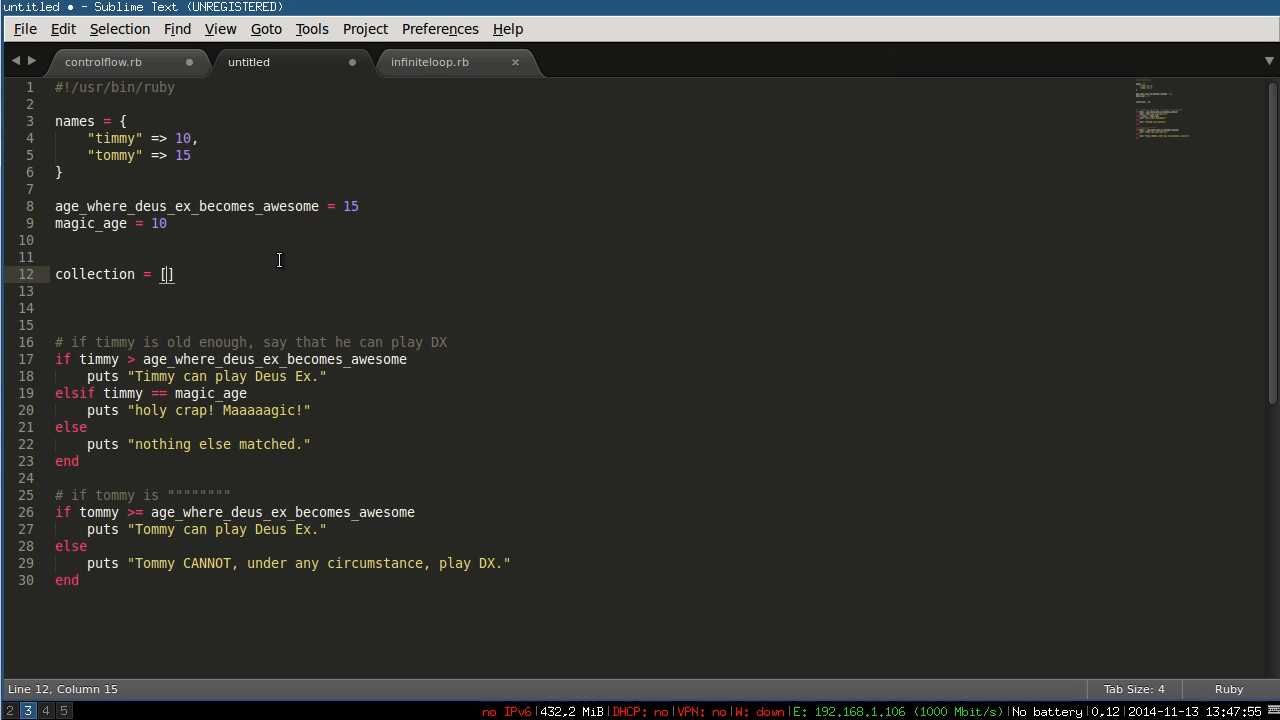 untitled • - Sublime Text (UNREGISTERED)
File Edit Selection Find View Goto Tools Project Preferences Help
controlflow.rb untitled infiniteloop.rb
1 #!/usr/bin/ruby
2
3 names = {
4     "timmy" => 10,
5     "tommy" => 15
6 }
7
8 age_where_deus_ex_becomes_awesome = 15
9 magic_age = 10
10
11
12 collection = []
13
14
15
16 # if timmy is old enough, say that he can play DX
17 if timmy > age_where_deus_ex_becomes_awesome
18     puts "Timmy can play Deus Ex."
19 elsif timmy == magic_age
20     puts "holy crap! Maaaaagic!"
21 else
22     puts "nothing else matched."
23 end
24
25 # if tommy is """"""""
26 if tommy >= age_where_deus_ex_becomes_awesome
27     puts "Tommy can play Deus Ex."
28 else
29     puts "Tommy CANNOT, under any circumstance, play DX."
30 end
Line 12, Column 15 Tab Size: 4 Ruby
2 3 4 5 no IPv6|432,2 MiB|DHCP: no|VPN: no|W: down|E: 192.168.1.106 (1000 Mbit/s)|No battery|0,12|2014-11-13 13:47:55